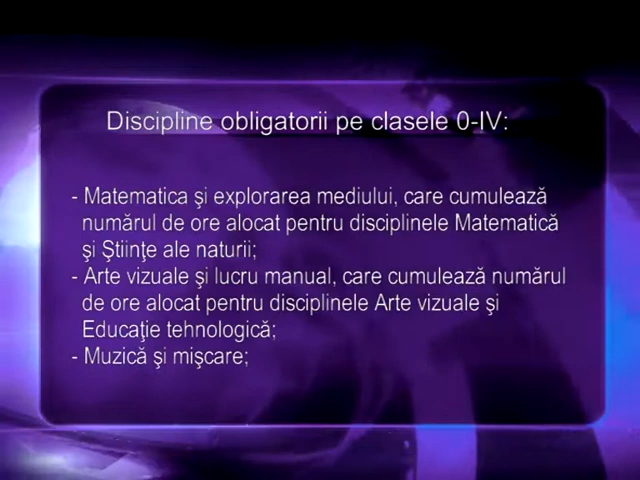 Discipline obligatorii pe clasele 0-IV:
- Matematica şi explorarea mediului, care cumulează
numărul de ore alocat pentru disciplinele Matematică
şi Ştiinţe ale naturii;
- Arte vizuale şi lucru manual, care cumulează numărul
de ore alocat pentru disciplinele Arte vizuale şi
Educaţie tehnologică;
- Muzică şi mişcare;